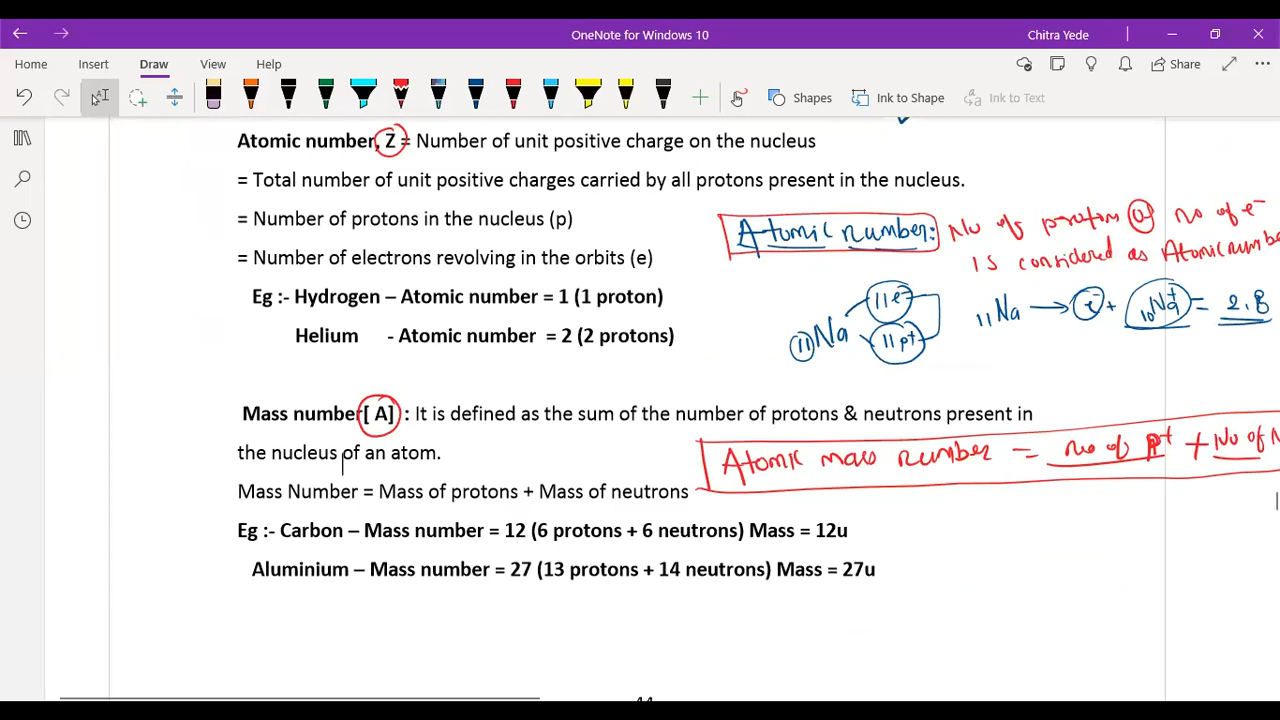 OneNote for Windows 10
Chitra Yede
Home Insert Draw View Help
Share
Shapes Ink to Shape Ink to Text
Atomic number, Z = Number of unit positive charge on the nucleus
= Total number of unit positive charges carried by all protons present in the nucleus.
= Number of protons in the nucleus (p)
Atomic number: No of protons or no of e-
= Number of electrons revolving in the orbits (e)
is considered as Atomic number
Eg :- Hydrogen – Atomic number = 1 (1 proton)
Helium - Atomic number = 2 (2 protons)
11Na 11e- 11p+
11Na → e- + 10Na+ = 2.8
Mass number[ A] : It is defined as the sum of the number of protons & neutrons present in
the nucleus of an atom.
Atomic mass number = no of p+ + No of N
Mass Number = Mass of protons + Mass of neutrons
Eg :- Carbon – Mass number = 12 (6 protons + 6 neutrons) Mass = 12u
Aluminium – Mass number = 27 (13 protons + 14 neutrons) Mass = 27u